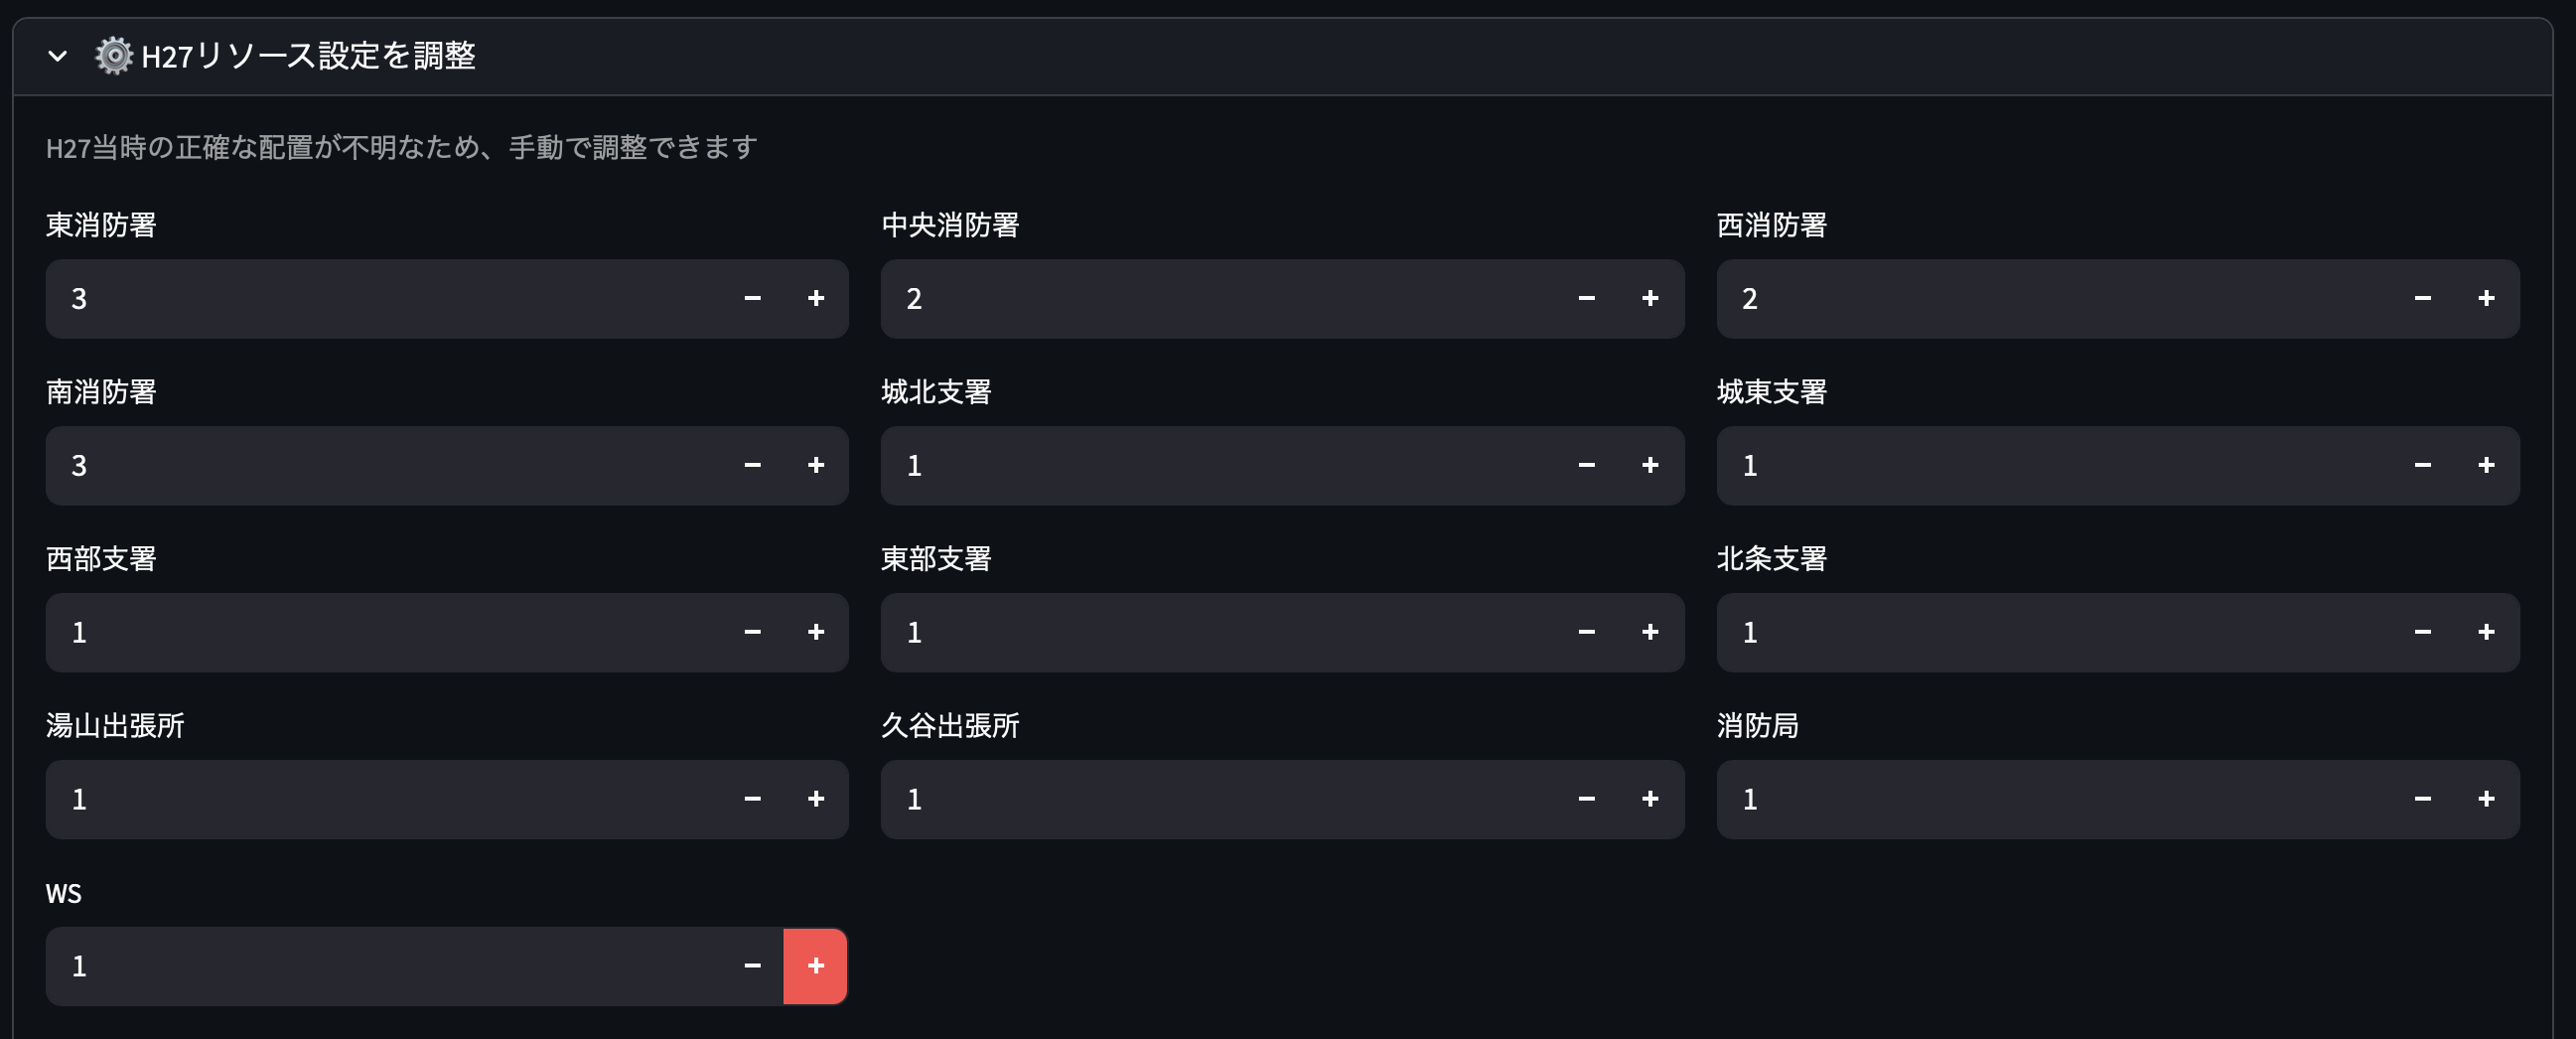 H27リソース設定を調整
H27当時の正確な配置が不明なため、手動で調整できます
東消防署
中央消防署
西消防署
3 − +
2 − +
2 − +
南消防署
城北支署
城東支署
3 − +
1 − +
1 − +
西部支署
東部支署
北条支署
1 − +
1 − +
1 − +
湯山出張所
久谷出張所
消防局
1 − +
1 − +
1 − +
WS
1 − +